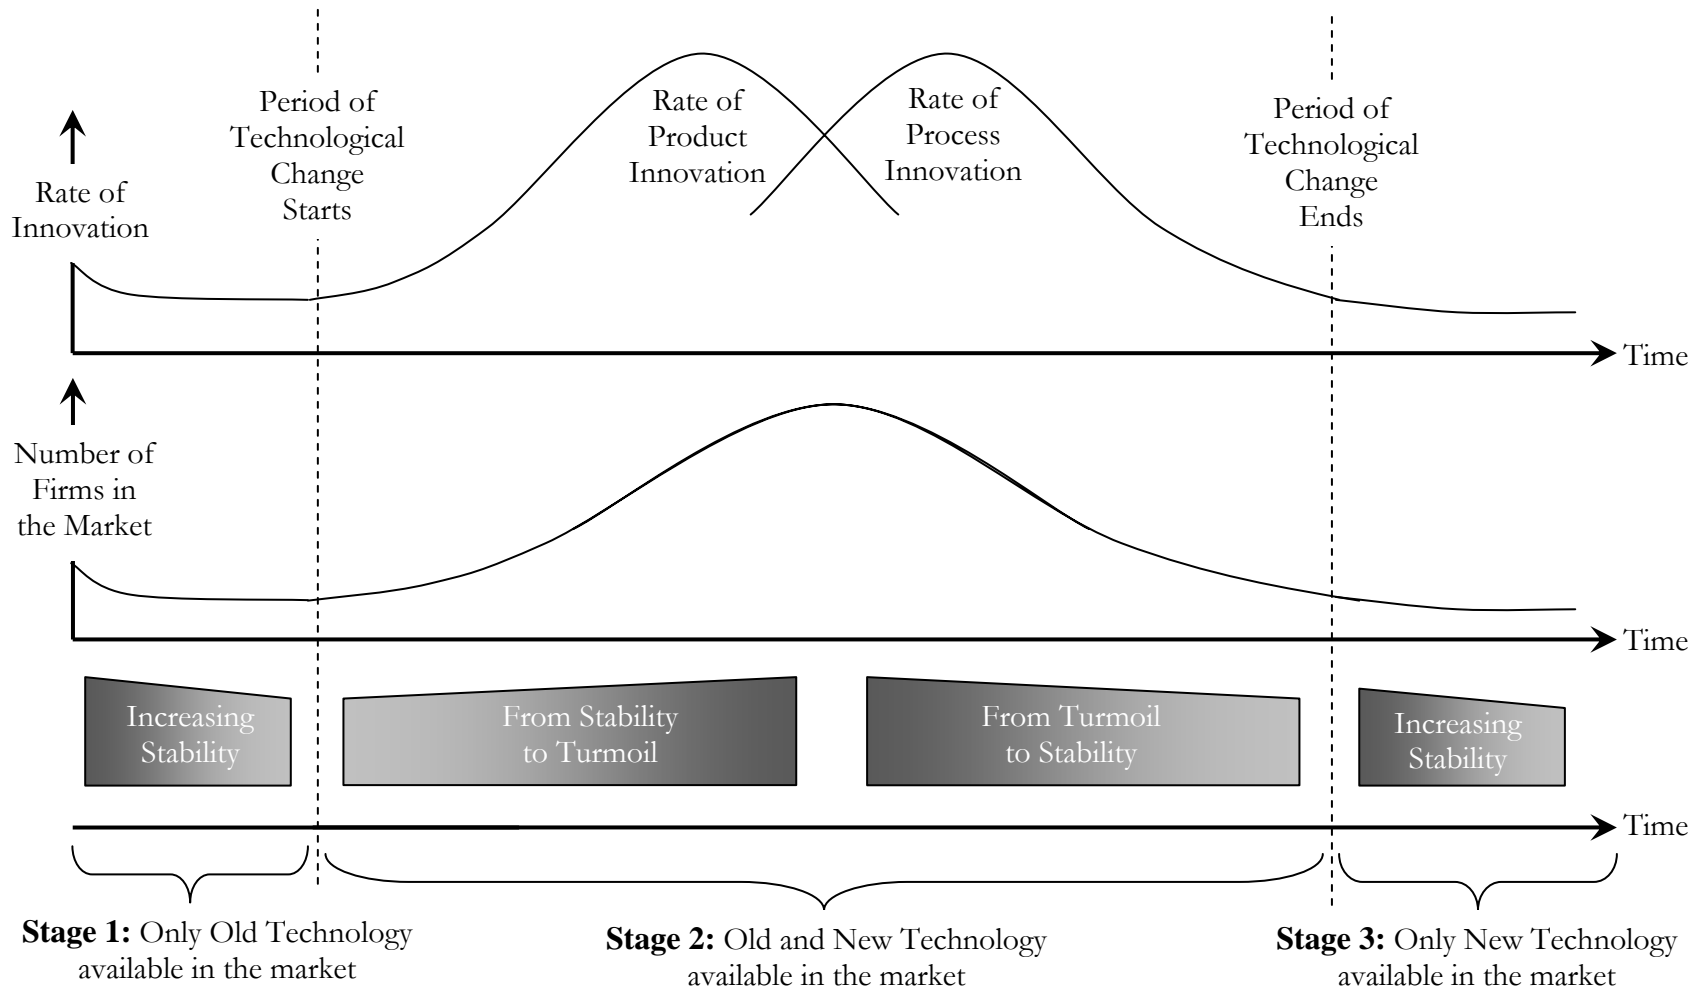 Period of
Technological
Change
Starts
Rate of
Product
Innovation
Rate of
Process
Innovation
Period of
Technological
Change
Ends
Rate of
Innovation
Time
Number of
Firms in
the Market
Time
Increasing
Stability
From Stability
to Turmoil
From Turmoil
to Stability
Increasing
Stability
Time
Stage 1: Only Old Technology
available in the market
Stage 2: Old and New Technology
available in the market
Stage 3: Only New Technology
available in the market